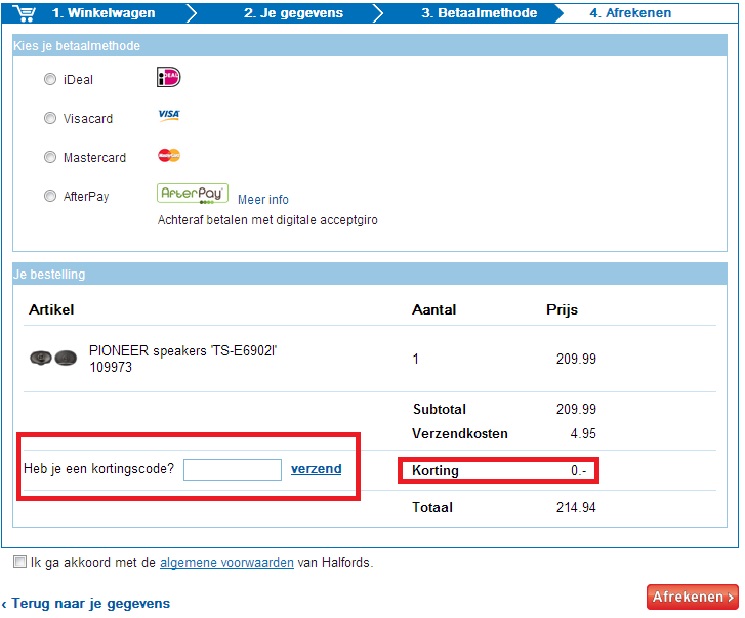 1. Winkelwagen 2. Je gegevens 3. Betaalmethode 4. Afrekenen
Kies je betaalmethode
iDeal iDEAL
Visacard VISA
Mastercard MasterCard
AfterPay AfterPay Meer info
Achteraf betalen met digitale acceptgiro
Je bestelling
Artikel Aantal Prijs
PIONEER speakers 'TS-E6902I'
109973
1 209.99
Subtotal 209.99
Verzendkosten 4.95
Heb je een kortingscode? verzend Korting 0.-
Totaal 214.94
Ik ga akkoord met de algemene voorwaarden van Halfords.
Afrekenen ›
‹ Terug naar je gegevens